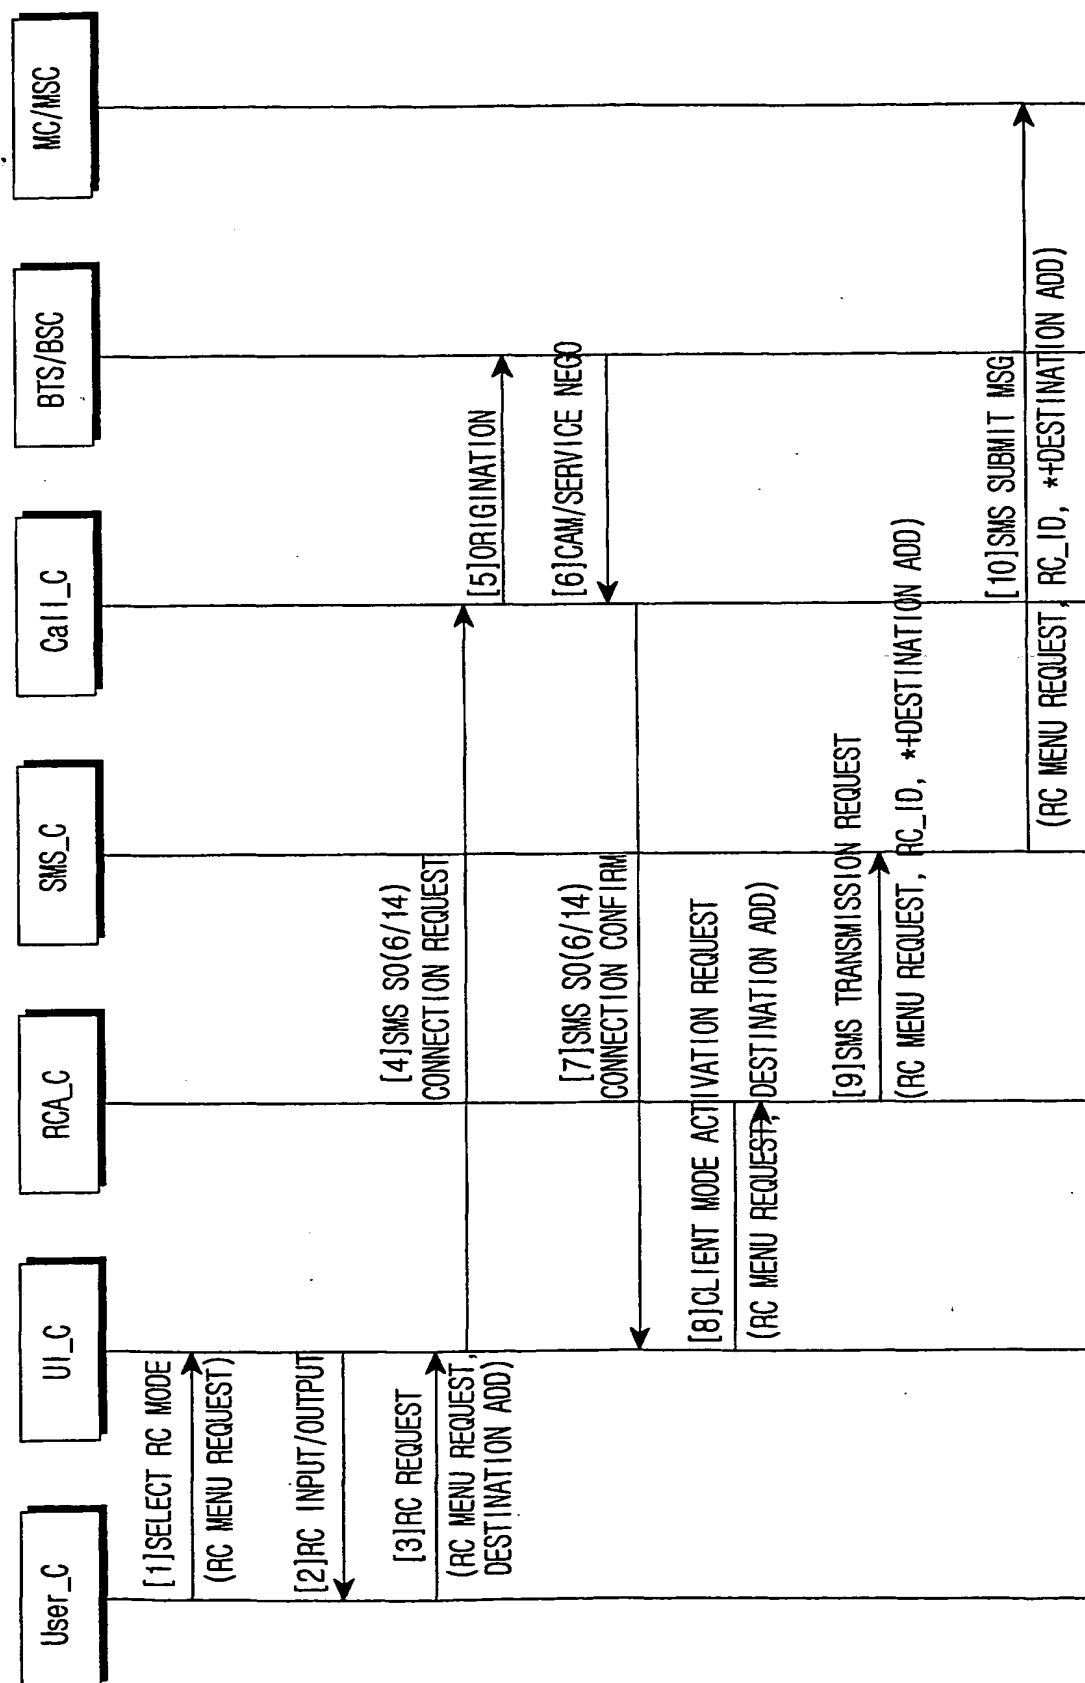 User_C
UI_C
RCA_C
SMS_C
Call_C
BTS/BSC
MC/MSC
[1]SELECT RC MODE
(RC MENU REQUEST)
[2]RC INPUT/OUTPUT
[3]RC REQUEST
(RC MENU REQUEST,
DESTINATION ADD)
[4]SMS SO(6/14)
CONNECTION REQUEST
[5]ORIGINATION
[6]CAM/SERVICE NEGO
[7]SMS SO(6/14)
CONNECTION CONFIRM
[8]CLIENT MODE ACTIVATION REQUEST
(RC MENU REQUEST, DESTINATION ADD)
[9]SMS TRANSMISSION REQUEST
(RC MENU REQUEST, RC_ID, *+DESTINATION ADD)
[10]SMS SUBMIT MSG
(RC MENU REQUEST, RC_ID, *+DESTINATION ADD)